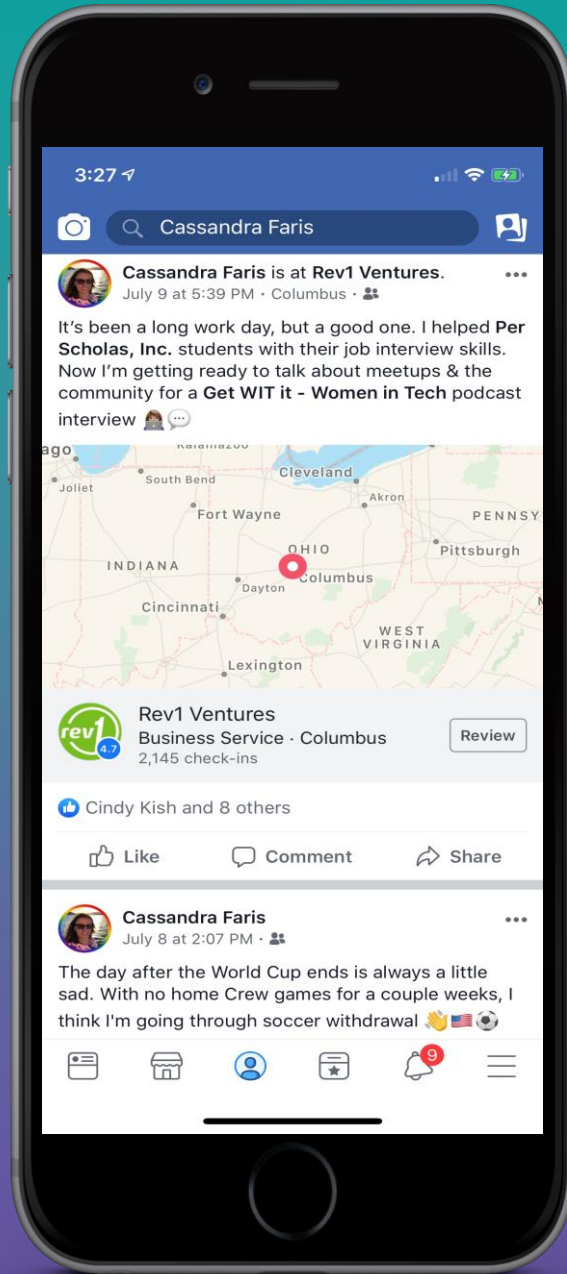 3:27
Cassandra Faris
Cassandra Faris is at Rev1 Ventures.
July 9 at 5:39 PM · Columbus ·
It's been a long work day, but a good one. I helped Per
Scholas, Inc. students with their job interview skills.
Now I'm getting ready to talk about meetups & the
community for a Get WIT it - Women in Tech podcast
interview 👩🏽‍💻💬
ago
Kalamazoo
Joliet
South Bend
Cleveland
Akron
Fort Wayne
PENNSY
OHIO
Pittsburgh
INDIANA
Columbus
Dayton
Cincinnati
WEST
VIRGINIA
Lexington
rev1
4.7
Rev1 Ventures
Business Service · Columbus
2,145 check-ins
Review
Cindy Kish and 8 others
Like
Comment
Share
Cassandra Faris
July 8 at 2:07 PM ·
The day after the World Cup ends is always a little
sad. With no home Crew games for a couple weeks, I
think I'm going through soccer withdrawal 👏🇺🇸⚽
9